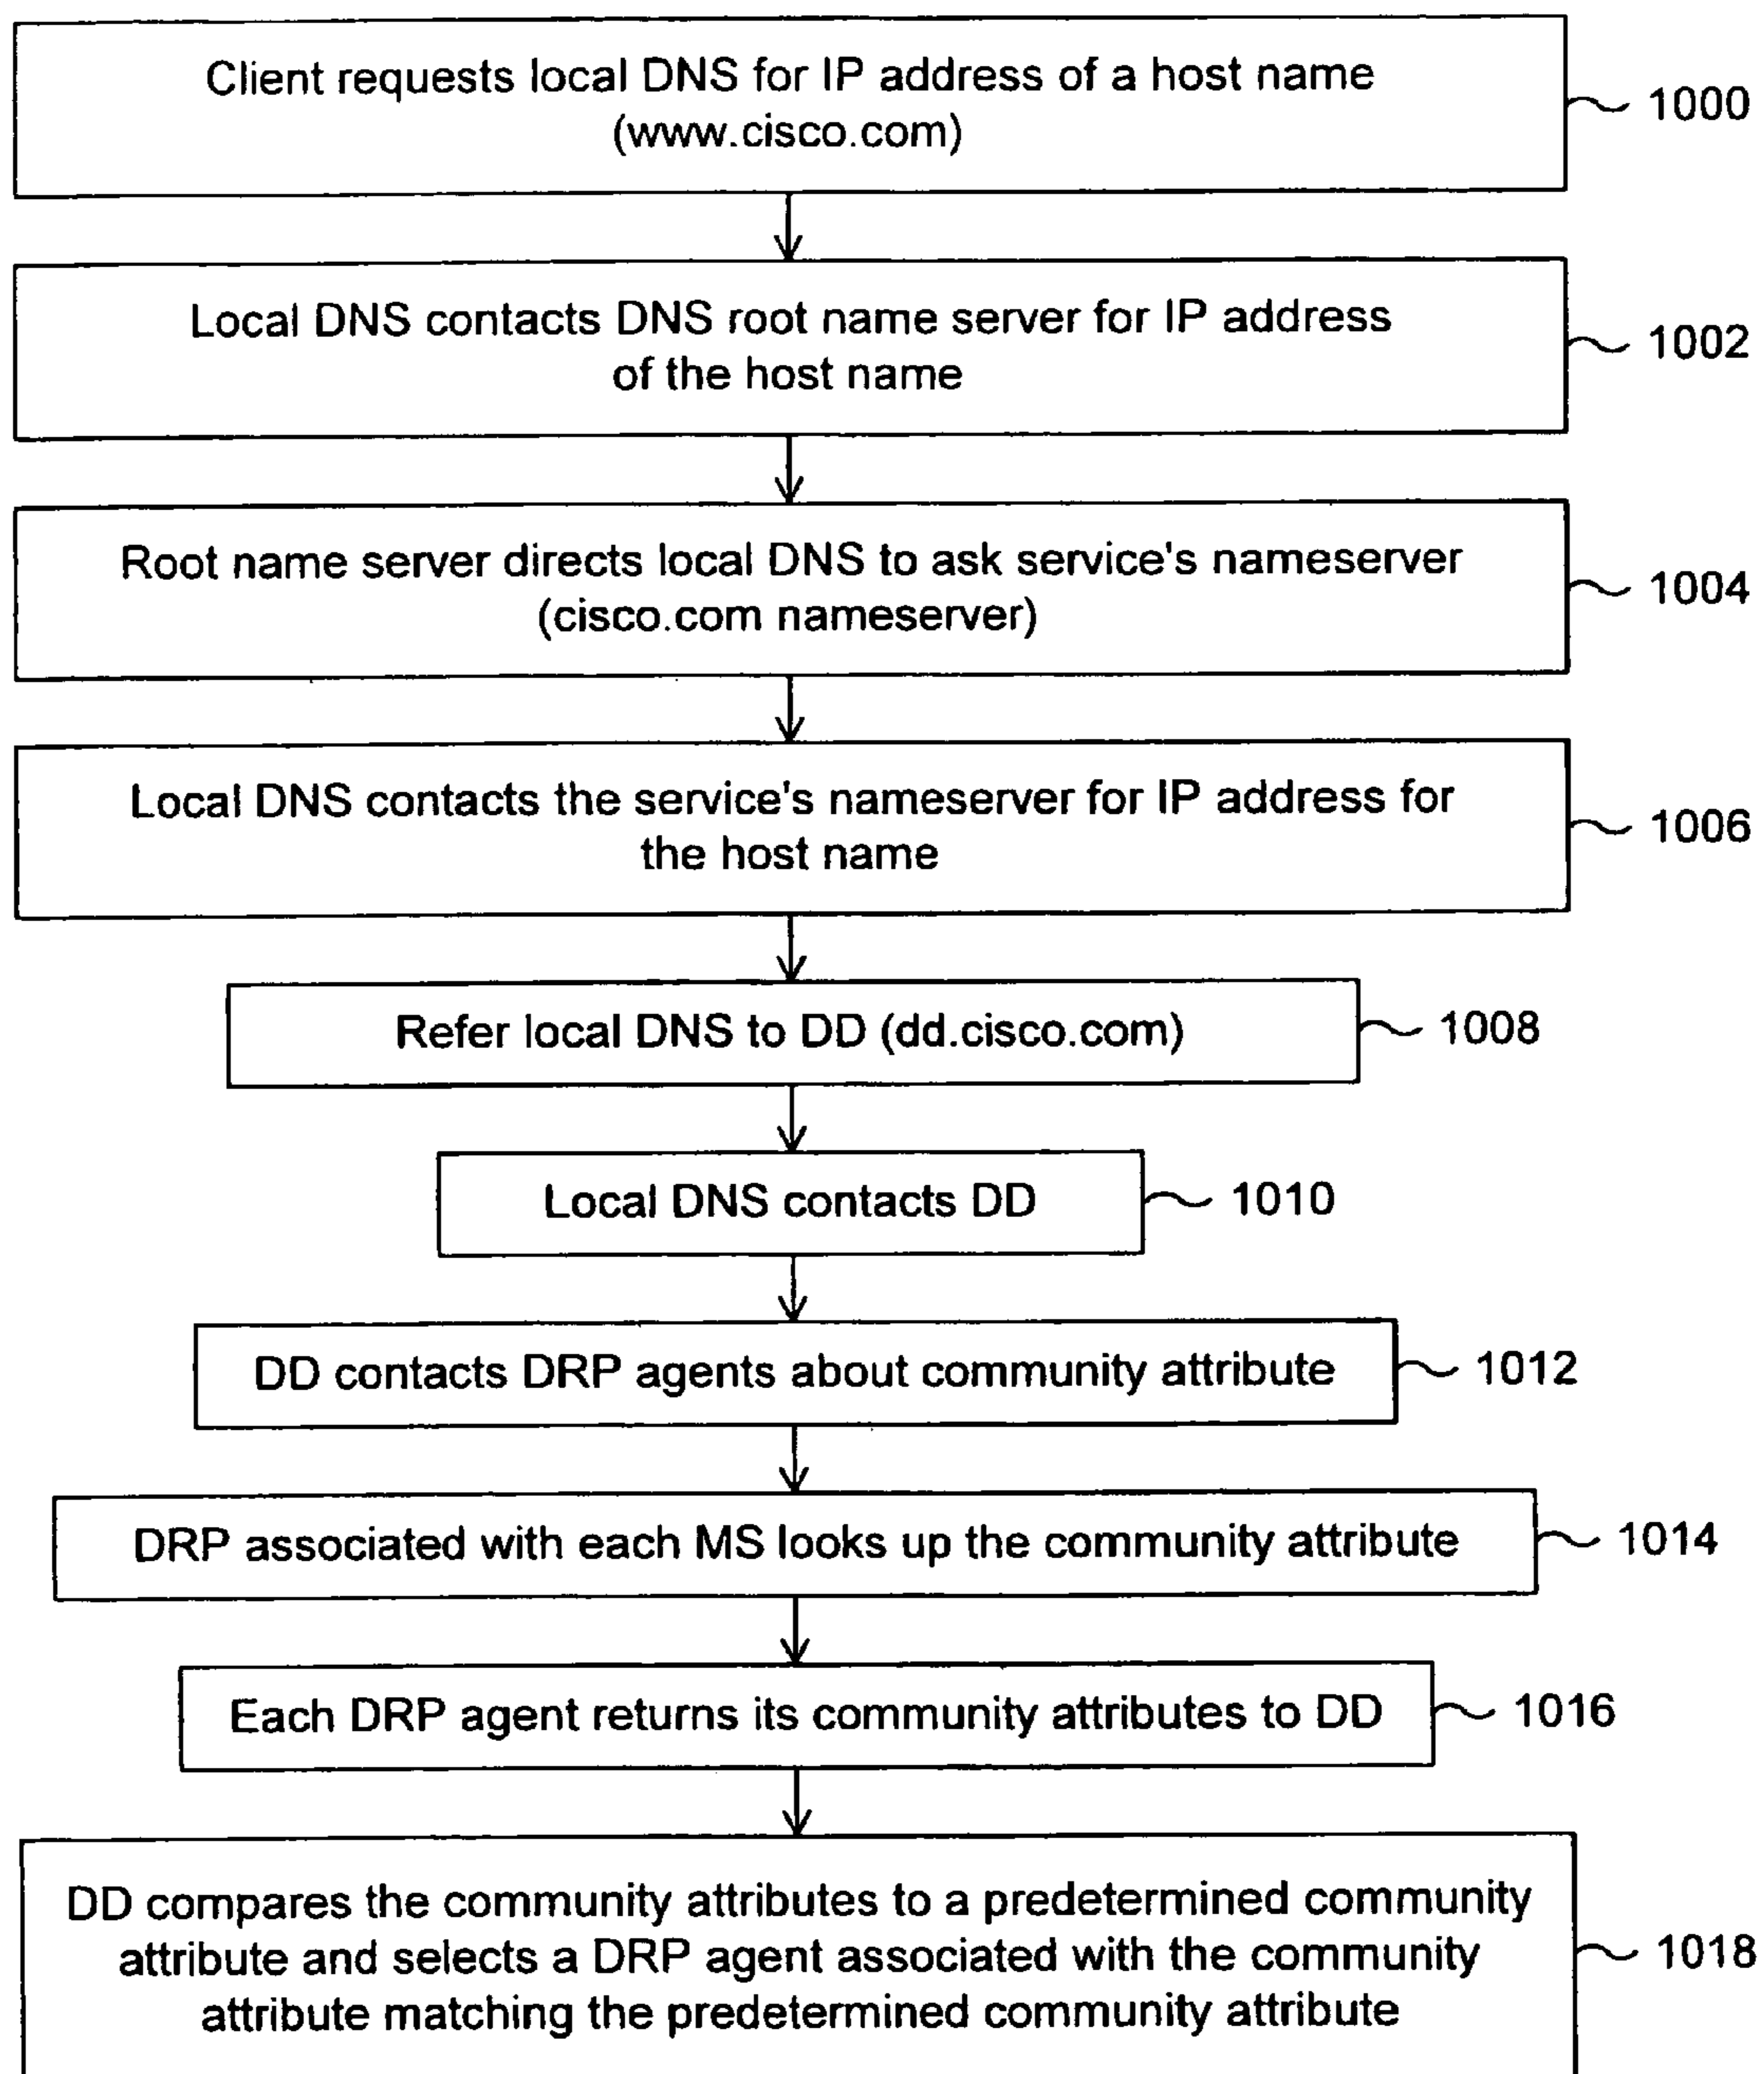 Client requests local DNS for IP address of a host name
(www.cisco.com)
1000
Local DNS contacts DNS root name server for IP address
of the host name
1002
Root name server directs local DNS to ask service's nameserver
(cisco.com nameserver)
1004
Local DNS contacts the service's nameserver for IP address for
the host name
1006
Refer local DNS to DD (dd.cisco.com)
1008
Local DNS contacts DD
1010
DD contacts DRP agents about community attribute
1012
DRP associated with each MS looks up the community attribute
1014
Each DRP agent returns its community attributes to DD
1016
DD compares the community attributes to a predetermined community
attribute and selects a DRP agent associated with the community
attribute matching the predetermined community attribute
1018